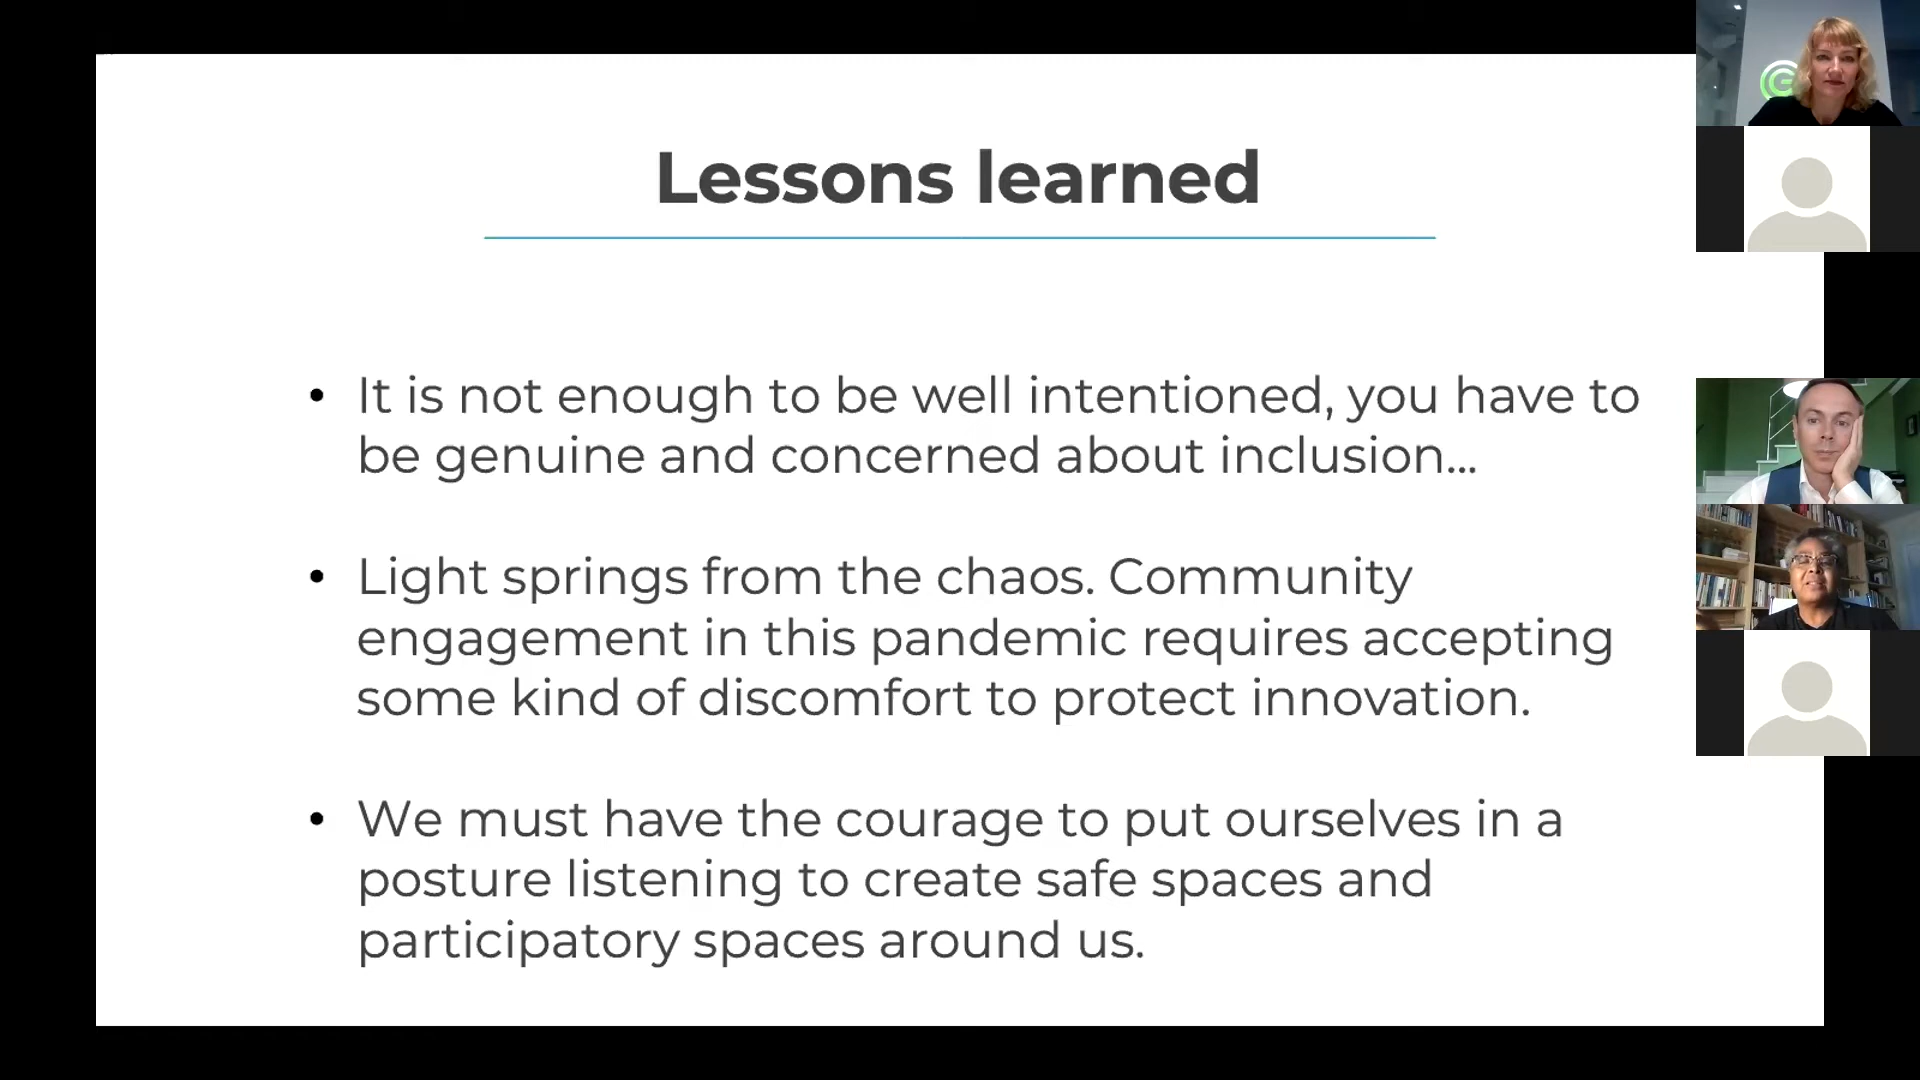 Lessons learned
• It is not enough to be well intentioned, you have to
be genuine and concerned about inclusion...
• Light springs from the chaos. Community
engagement in this pandemic requires accepting
some kind of discomfort to protect innovation.
• We must have the courage to put ourselves in a
posture listening to create safe spaces and
participatory spaces around us.